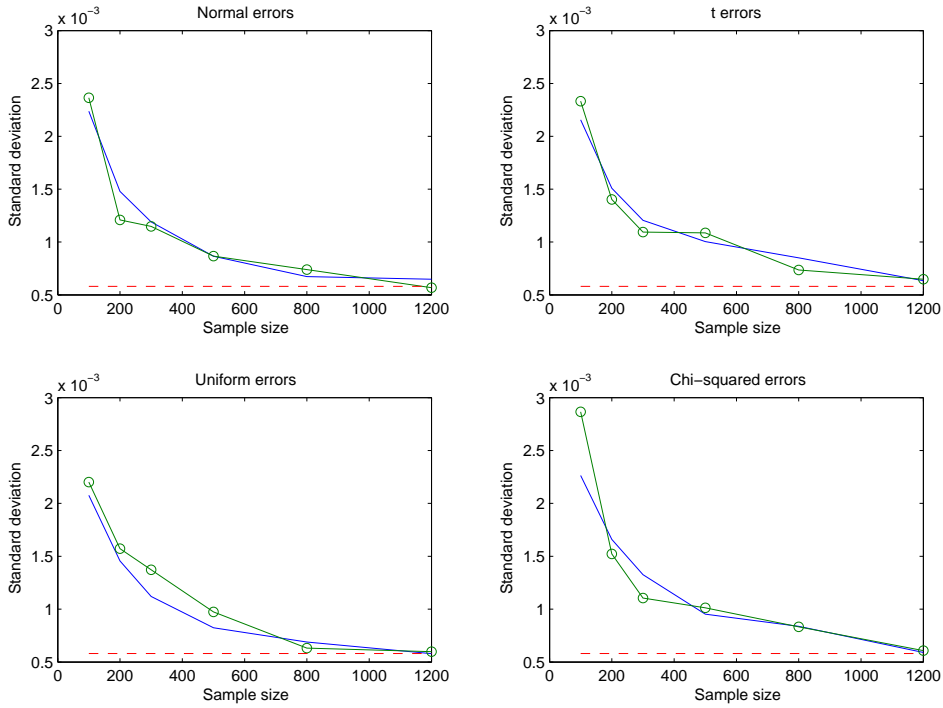 Normal errors
x 10⁻³
3
2.5
2
1.5
1
0.5
0 200 400 600 800 1000 1200
Standard deviation
Sample size
t errors
x 10⁻³
3
2.5
2
1.5
1
0.5
0 200 400 600 800 1000 1200
Standard deviation
Sample size
Uniform errors
x 10⁻³
3
2.5
2
1.5
1
0.5
0 200 400 600 800 1000 1200
Standard deviation
Sample size
Chi−squared errors
x 10⁻³
3
2.5
2
1.5
1
0.5
0 200 400 600 800 1000 1200
Standard deviation
Sample size